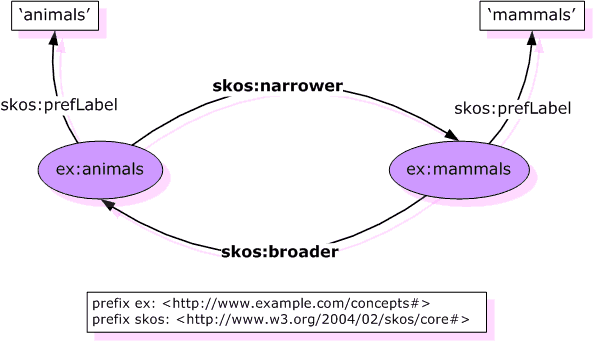 ‘animals’
‘mammals’
skos:narrower
skos:prefLabel
skos:prefLabel
ex:animals
ex:mammals
skos:broader
prefix ex: <http://www.example.com/concepts#>
prefix skos: <http://www.w3.org/2004/02/skos/core#>